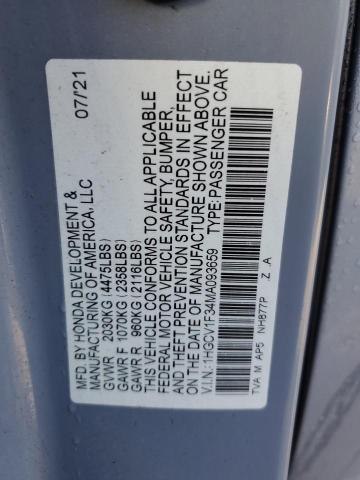 MFD. BY HONDA DEVELOPMENT & 07/'21
MANUFACTURING OF AMERICA, LLC
GVWR 2030KG (4475LBS)
GAWR F 1070KG (2358LBS)
GAWR R 960KG (2116LBS)
THIS VEHICLE CONFORMS TO ALL APPLICABLE
FEDERAL MOTOR VEHICLE SAFETY, BUMPER,
AND THEFT PREVENTION STANDARDS IN EFFECT
ON THE DATE OF MANUFACTURE SHOWN ABOVE.
V.I.N.:1HGCV1F34MA093659 TYPE:PASSENGER CAR
TVA M AP5 NH877P Z A